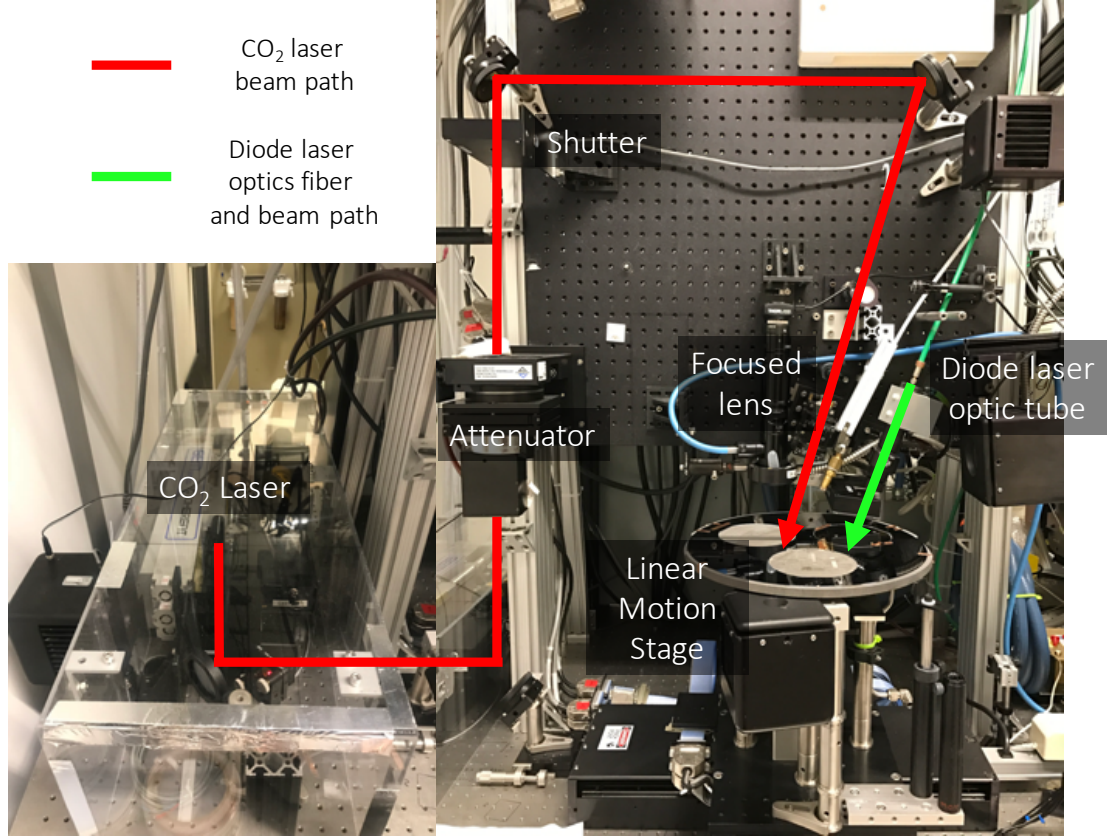 CO₂ laser
beam path
Diode laser
optics fiber
and beam path
Shutter
Focused
lens
Diode laser
optic tube
Attenuator
CO₂ Laser
Linear
Motion
Stage